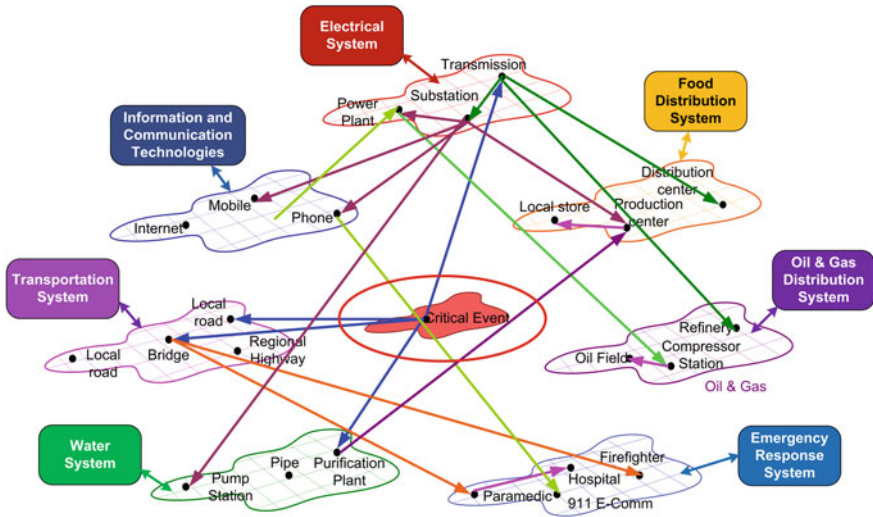 Electrical
System
Transmission
Substation
Power
Plant
Food
Distribution
System
Information and
Communication
Technologies
Distribution
center
Mobile
Phone
Internet
Local store
Production
center
Transportation
System
Oil & Gas
Distribution
System
Local
road
Critical Event
Bridge
Regional
Highway
Local
road
Refinery
Oil Field
Compressor
Station
Oil & Gas
Water
System
Pipe
Purification
Plant
Pump
Station
Firefighter
Hospital
Paramedic
911 E-Comm
Emergency
Response
System